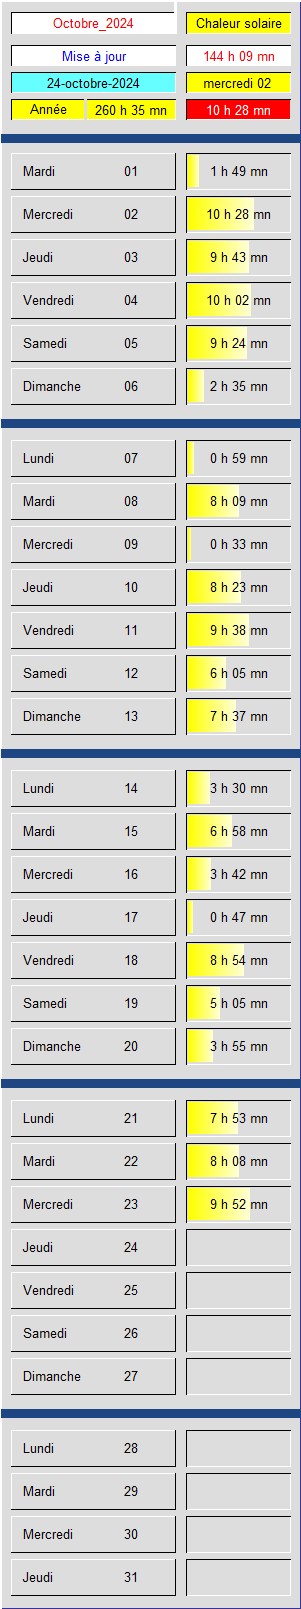 Octobre_2024 Chaleur solaire
Mise à jour 144 h 09 mn
24-octobre-2024 mercredi 02
Année 260 h 35 mn 10 h 28 mn
Mardi 01 1 h 49 mn
Mercredi 02 10 h 28 mn
Jeudi 03 9 h 43 mn
Vendredi 04 10 h 02 mn
Samedi 05 9 h 24 mn
Dimanche 06 2 h 35 mn
Lundi 07 0 h 59 mn
Mardi 08 8 h 09 mn
Mercredi 09 0 h 33 mn
Jeudi 10 8 h 23 mn
Vendredi 11 9 h 38 mn
Samedi 12 6 h 05 mn
Dimanche 13 7 h 37 mn
Lundi 14 3 h 30 mn
Mardi 15 6 h 58 mn
Mercredi 16 3 h 42 mn
Jeudi 17 0 h 47 mn
Vendredi 18 8 h 54 mn
Samedi 19 5 h 05 mn
Dimanche 20 3 h 55 mn
Lundi 21 7 h 53 mn
Mardi 22 8 h 08 mn
Mercredi 23 9 h 52 mn
Jeudi 24
Vendredi 25
Samedi 26
Dimanche 27
Lundi 28
Mardi 29
Mercredi 30
Jeudi 31